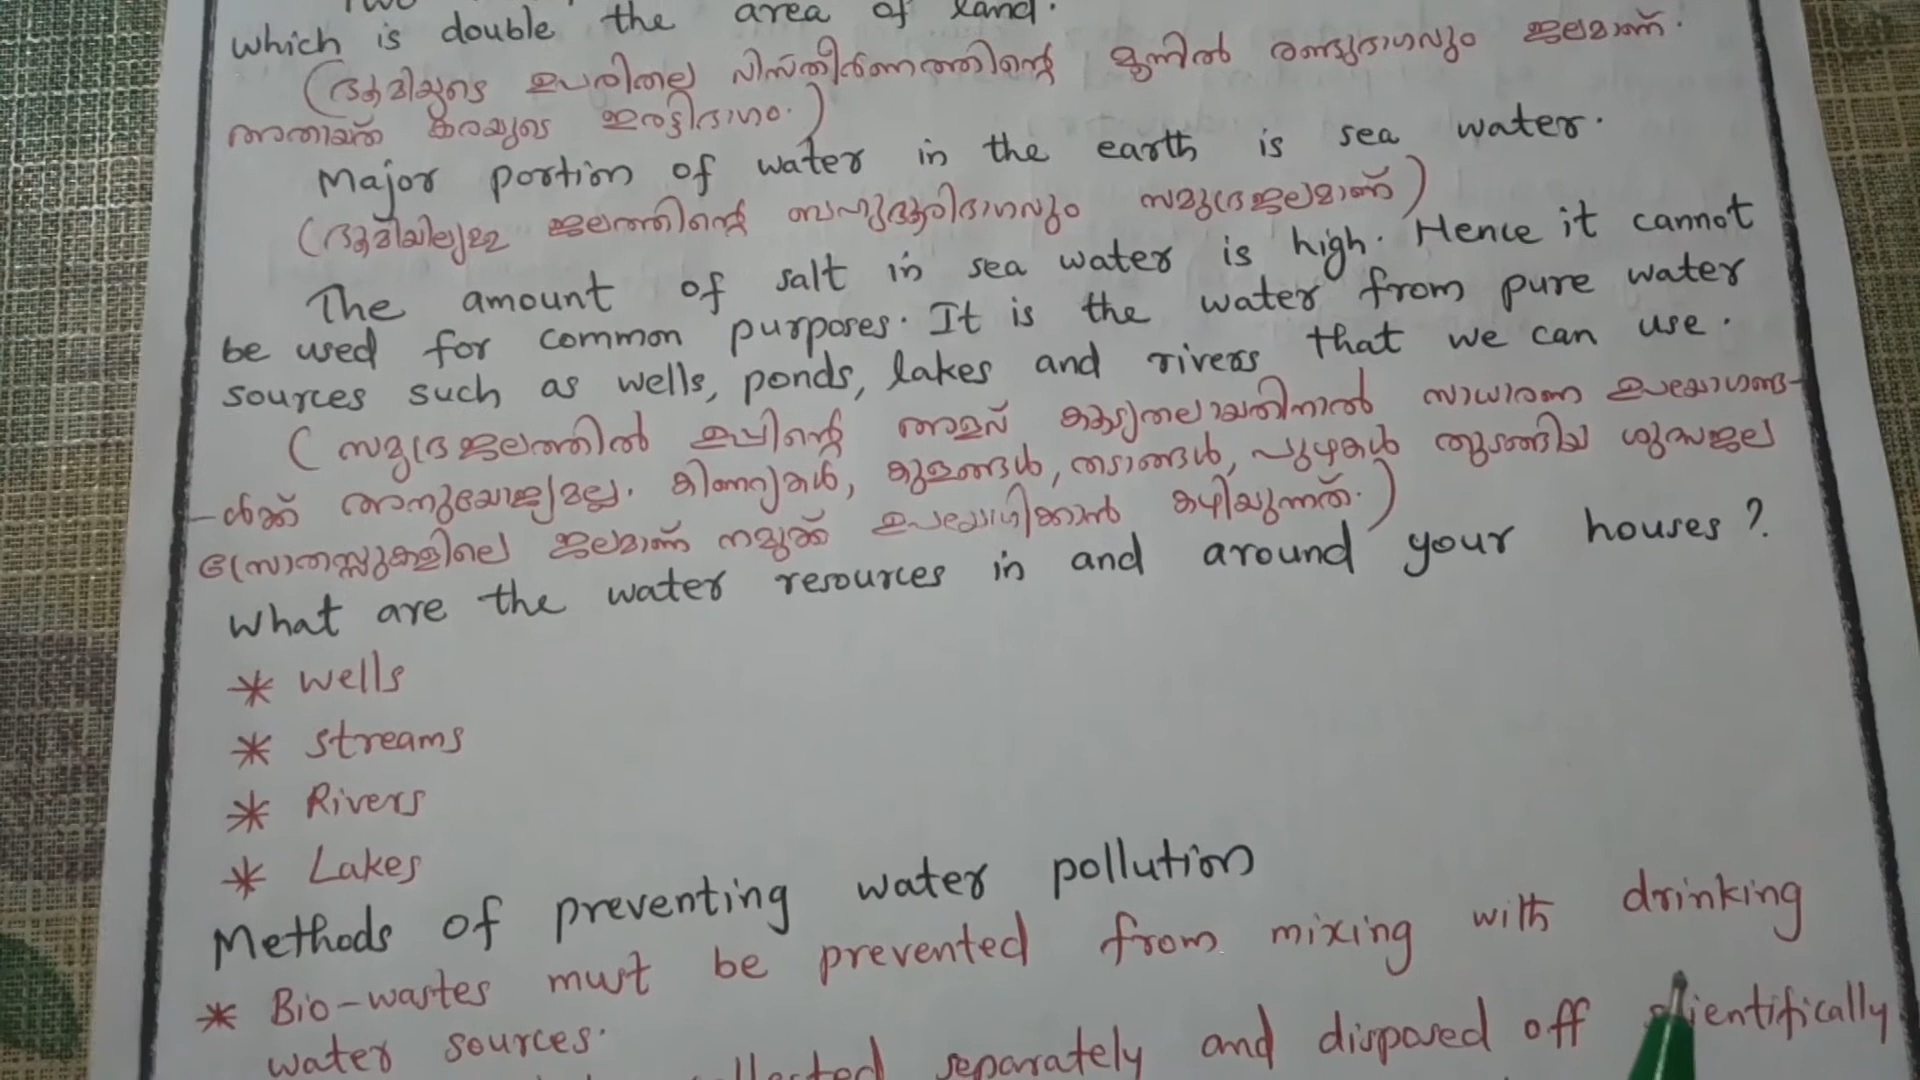 which is double the area of land.
(ഭൂമിയുടെ ഉപരിതല വിസ്തീർണത്തിന്റെ മൂന്നിൽ രണ്ടുഭാഗവും ജലമാണ്.
അതായത് കരയുടെ ഇരട്ടിഭാഗം.)
Major portion of water in the earth is sea water.
(ഭൂമിയിലുള്ള ജലത്തിന്റെ ബഹുഭൂരിഭാഗവും സമുദ്രജലമാണ്)
The amount of salt in sea water is high. Hence it cannot
be used for common purposes. It is the water from pure water
sources such as wells, ponds, lakes and rivers that we can use.
(സമുദ്രജലത്തിൽ ഉപ്പിന്റെ അളവ് കൂടുതലായതിനാൽ സാധാരണ ഉപയോഗങ്ങ-
-ൾക്ക് അനുയോജ്യമല്ല. കിണറുകൾ, കുളങ്ങൾ, തടാങ്ങൾ, പുഴകൾ തുടങ്ങിയ ശുദ്ധജല
സ്രോതസ്സുകളിലെ ജലമാണ് നമുക്ക് ഉപയോഗിക്കാൻ കഴിയുന്നത്.)
What are the water resources in and around your houses?
* Wells
* Streams
* Rivers
* Lakes
Methods of preventing water pollution
* Bio-wastes must be prevented from mixing with drinking
water sources.
separately and disposed off scientifically